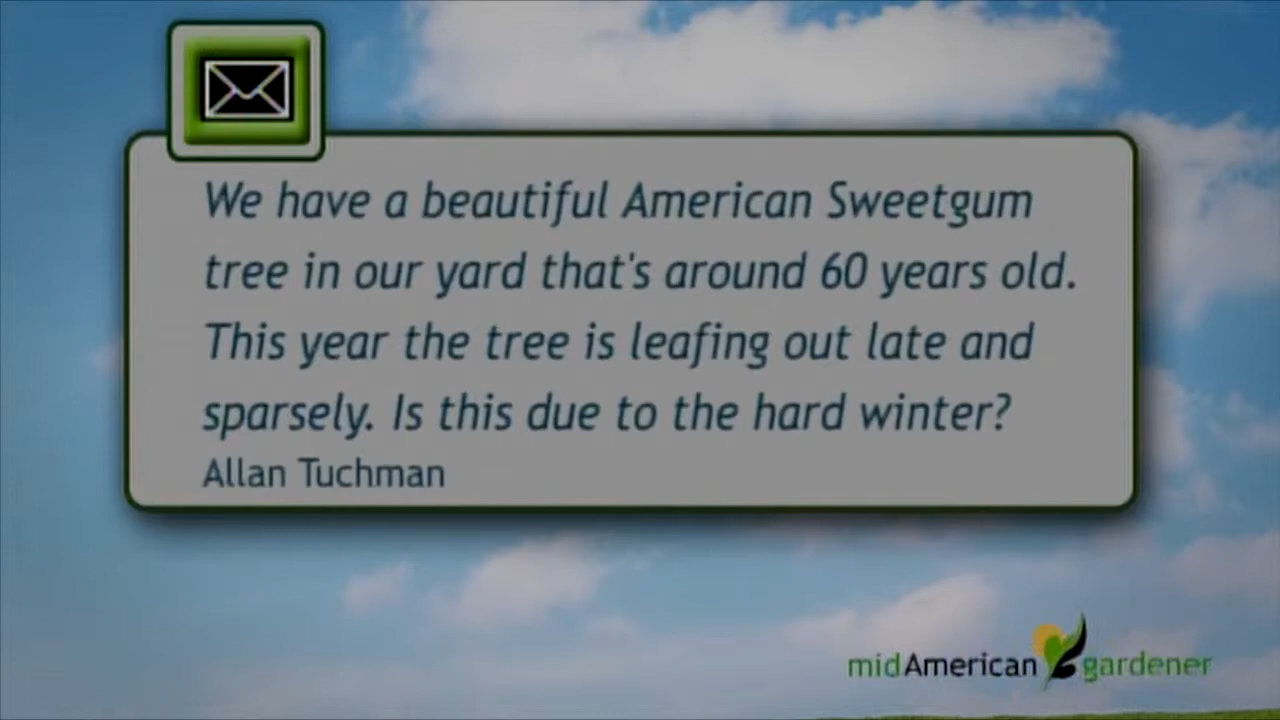 We have a beautiful American Sweetgum
tree in our yard that's around 60 years old.
This year the tree is leafing out late and
sparsely. Is this due to the hard winter?
Allan Tuchman
midAmerican gardener